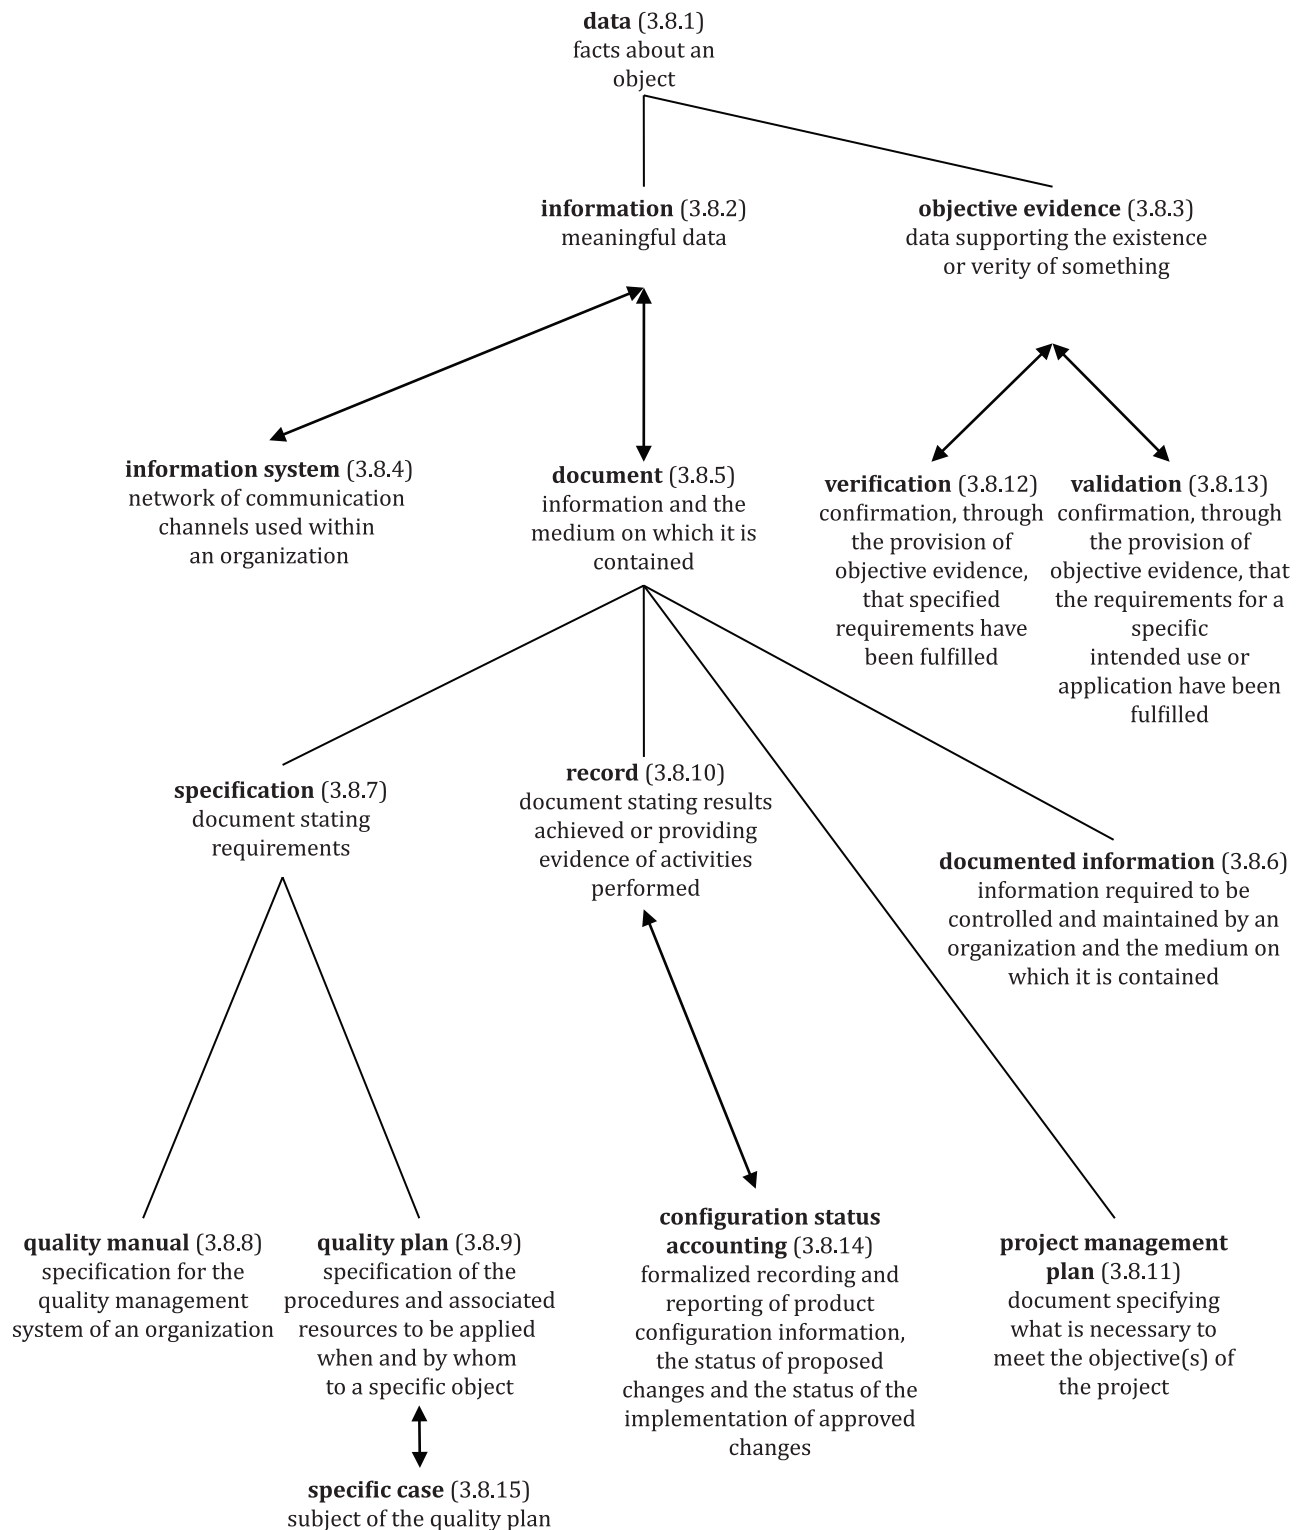 data (3.8.1)
facts about an
object
information (3.8.2)
meaningful data
objective evidence (3.8.3)
data supporting the existence
or verity of something
information system (3.8.4)
network of communication
channels used within
an organization
document (3.8.5)
information and the
medium on which it is
contained
verification (3.8.12)
confirmation, through
the provision of
objective evidence,
that specified
requirements have
been fulfilled
validation (3.8.13)
confirmation, through
the provision of
objective evidence, that
the requirements for a
specific
intended use or
application have been
fulfilled
specification (3.8.7)
document stating
requirements
record (3.8.10)
document stating results
achieved or providing
evidence of activities
performed
documented information (3.8.6)
information required to be
controlled and maintained by an
organization and the medium on
which it is contained
quality manual (3.8.8)
specification for the
quality management
system of an organization
quality plan (3.8.9)
specification of the
procedures and associated
resources to be applied
when and by whom
to a specific object
configuration status
accounting (3.8.14)
formalized recording and
reporting of product
configuration information,
the status of proposed
changes and the status of the
implementation of approved
changes
project management
plan (3.8.11)
document specifying
what is necessary to
meet the objective(s) of
the project
specific case (3.8.15)
subject of the quality plan